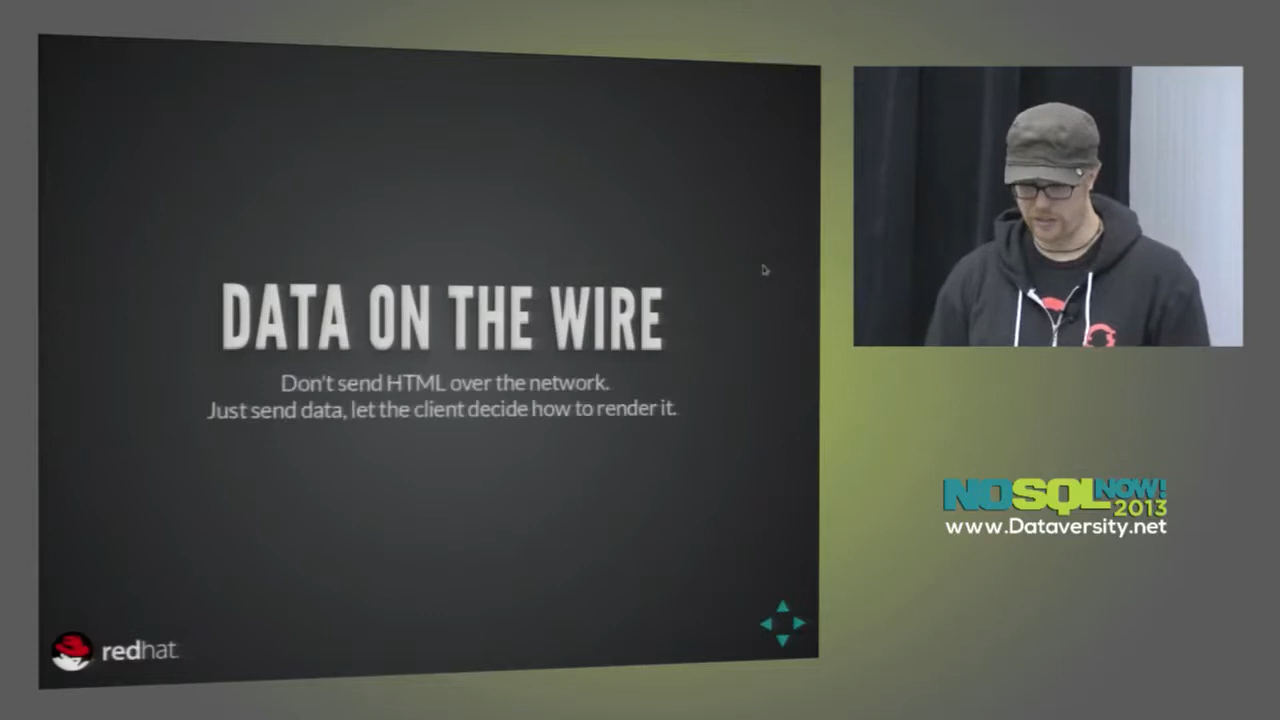 DATA ON THE WIRE
Don't send HTML over the network.
Just send data, let the client decide how to render it.
redhat
NOSQL NOW!
2013
www.Dataversity.net